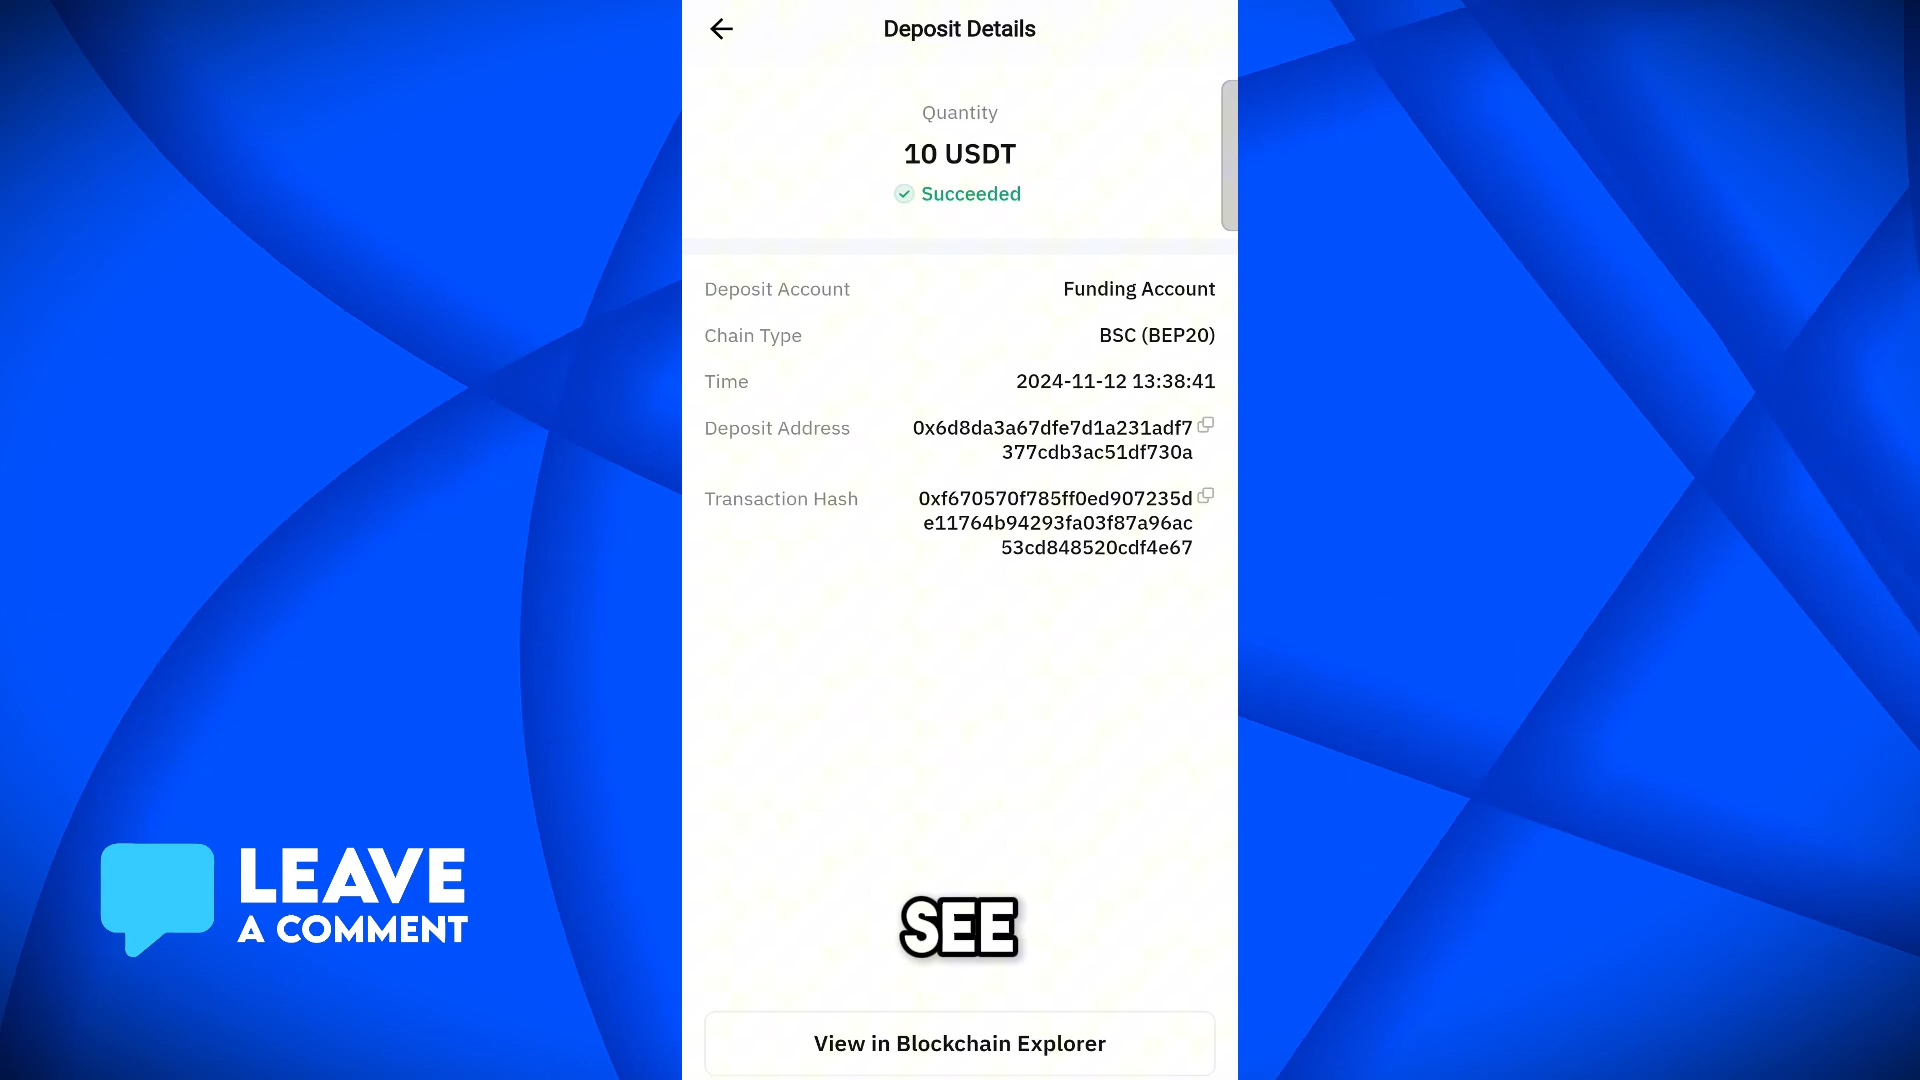 Deposit Details
Quantity
10 USDT
Succeeded
Deposit Account Funding Account
Chain Type BSC (BEP20)
Time 2024-11-12 13:38:41
Deposit Address 0x6d8da3a67dfe7d1a231adf7
377cdb3ac51df730a
Transaction Hash 0xf670570f785ff0ed907235d
e11764b94293fa03f87a96ac
53cd848520cdf4e67
LEAVE
A COMMENT
SEE
View in Blockchain Explorer